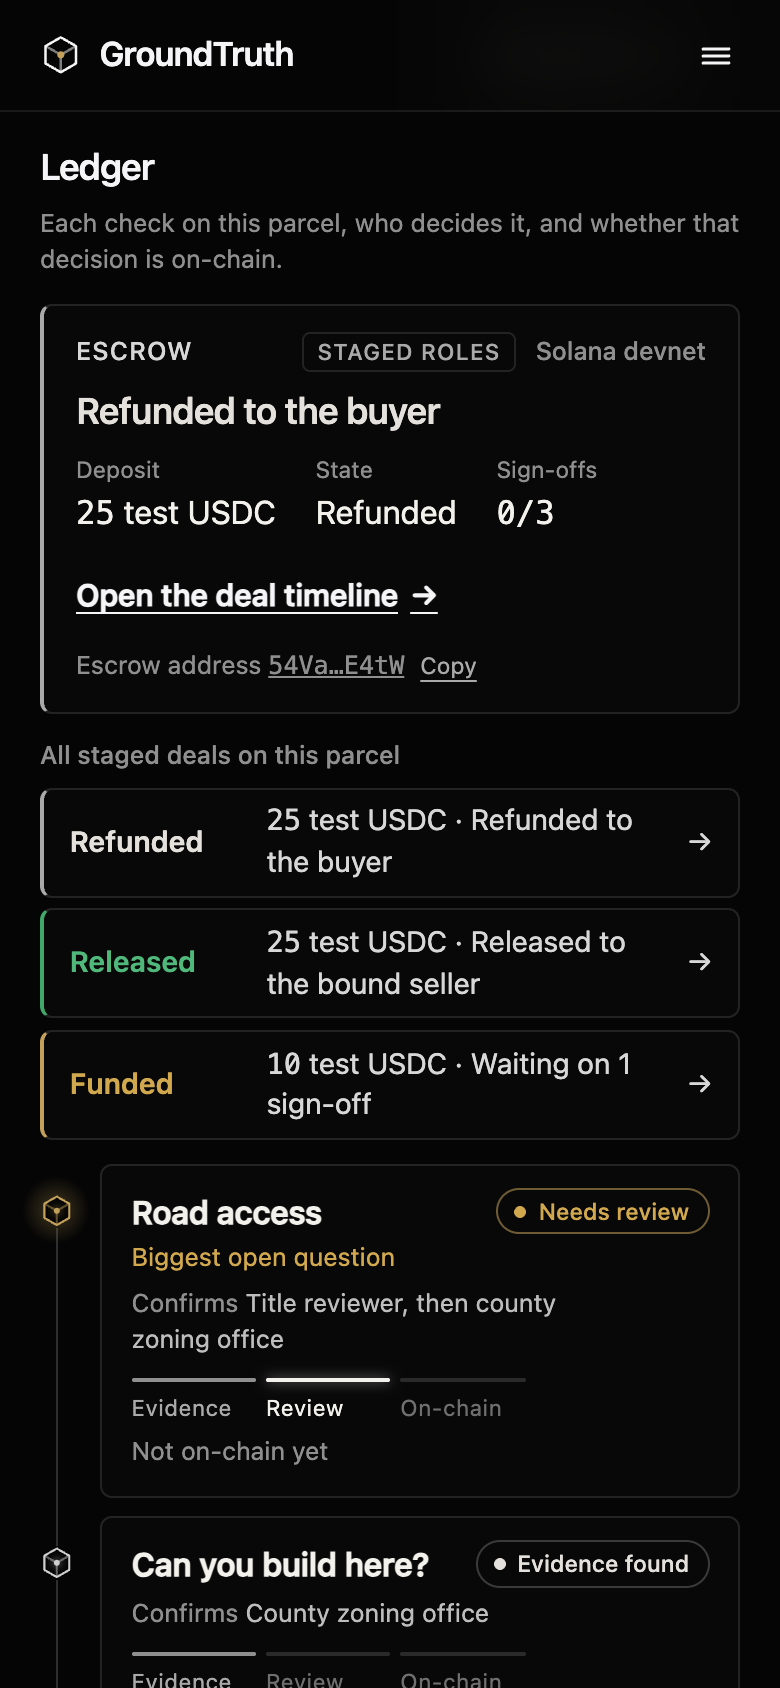 GroundTruth
Ledger
Each check on this parcel, who decides it, and whether that
decision is on-chain.
ESCROW STAGED ROLES Solana devnet
Refunded to the buyer
Deposit State Sign-offs
25 test USDC Refunded 0/3
Open the deal timeline →
Escrow address 54Va…E4tW Copy
All staged deals on this parcel
Refunded 25 test USDC · Refunded to
the buyer →
Released 25 test USDC · Released to
the bound seller →
Funded 10 test USDC · Waiting on 1
sign-off →
Road access Needs review
Biggest open question
Confirms Title reviewer, then county
zoning office
Evidence Review On-chain
Not on-chain yet
Can you build here? Evidence found
Confirms County zoning office
Evidence Review On-chain